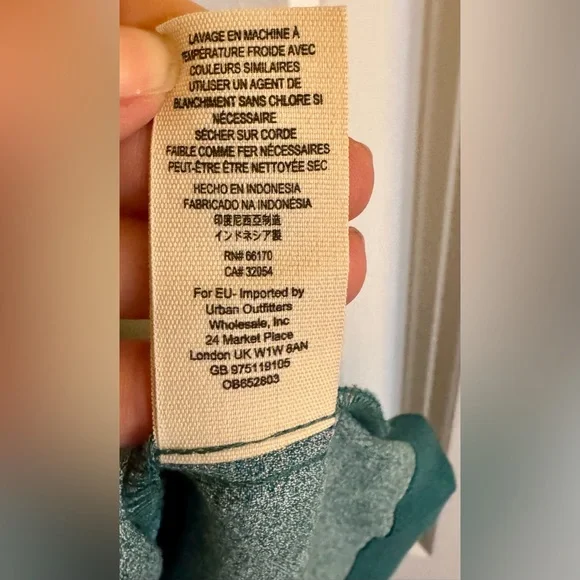 LAVAGE EN MACHINE À
TEMPÉRATURE FROIDE AVEC
COULEURS SIMILAIRES
UTILISER UN AGENT DE
BLANCHIMENT SANS CHLORE SI
NÉCESSAIRE
SÉCHER SUR CORDE
FAIBLE COMME FER NÉCESSAIRES
PEUT-ÊTRE ÊTRE NETTOYÉE SEC
HECHO EN INDONESIA
FABRICADO NA INDONÉSIA
印度尼西亞制造
インドネシア製
RN# 66170
CA# 32054
For EU- Imported by
Urban Outfitters
Wholesale, Inc
24 Market Place
London UK W1W 8AN
GB 975119105
OB652803